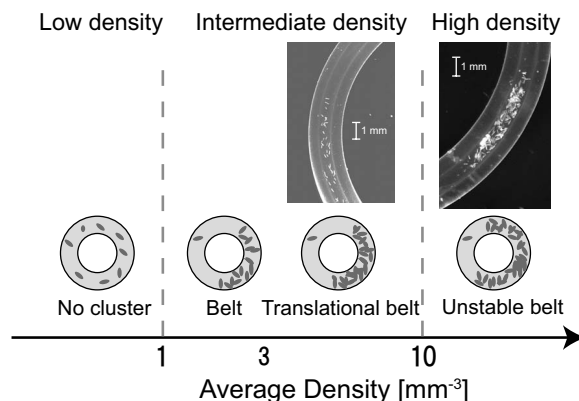 Low density
Intermediate density
High density
1 mm
1 mm
No cluster
Belt
Translational belt
Unstable belt
1
3
10
Average Density [mm⁻³]